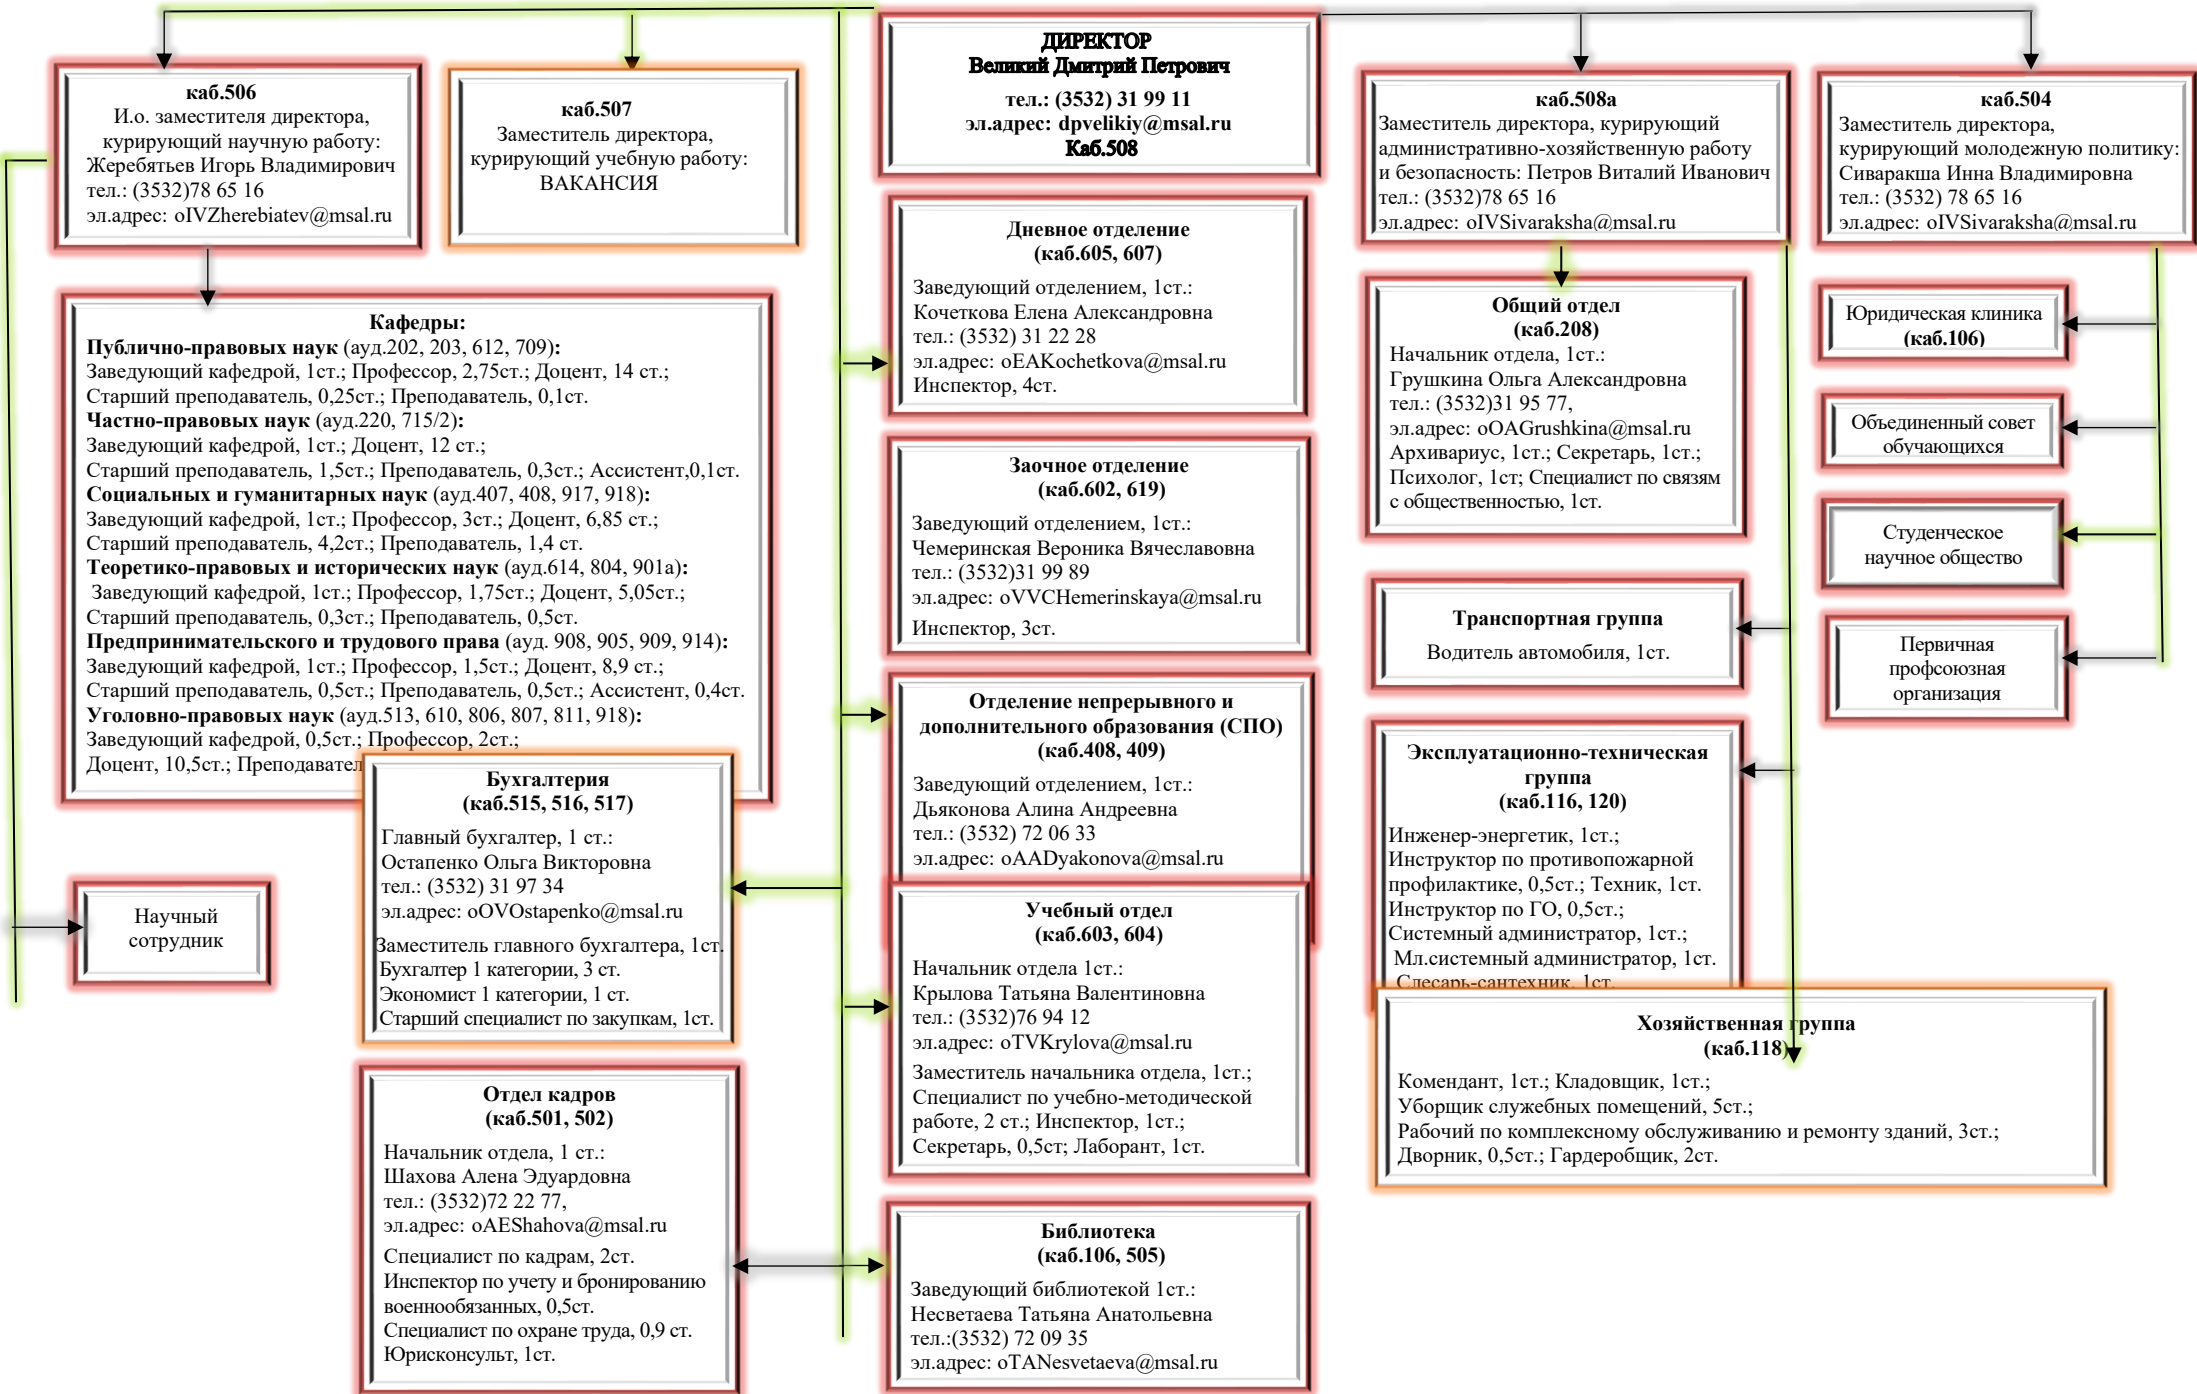 ДИРЕКТОР
Великий Дмитрий Петрович
тел.: (3532) 31 99 11
эл.адрес: dpvelikiy@msal.ru
Каб.508
каб.506
И.о. заместителя директора,
курирующий научную работу:
Жеребятьев Игорь Владимирович
тел.: (3532)78 65 16
эл.адрес: oIVZherebiatev@msal.ru
каб.507
Заместитель директора,
курирующий учебную работу:
ВАКАНСИЯ
каб.508а
Заместитель директора, курирующий
административно-хозяйственную работу
и безопасность: Петров Виталий Иванович
тел.: (3532)78 65 16
эл.адрес: oIVSivaraksha@msal.ru
каб.504
Заместитель директора,
курирующий молодежную политику:
Сиваракша Инна Владимировна
тел.: (3532) 78 65 16
эл.адрес: oIVSivaraksha@msal.ru
Кафедры:
Публично-правовых наук (ауд.202, 203, 612, 709):
Заведующий кафедрой, 1ст.; Профессор, 2,75ст.; Доцент, 14 ст.;
Старший преподаватель, 0,25ст.; Преподаватель, 0,1ст.
Частно-правовых наук (ауд.220, 715/2):
Заведующий кафедрой, 1ст.; Доцент, 12 ст.;
Старший преподаватель, 1,5ст.; Преподаватель, 0,3ст.; Ассистент,0,1ст.
Социальных и гуманитарных наук (ауд.407, 408, 917, 918):
Заведующий кафедрой, 1ст.; Профессор, 3ст.; Доцент, 6,85 ст.;
Старший преподаватель, 4,2ст.; Преподаватель, 1,4 ст.
Теоретико-правовых и исторических наук (ауд.614, 804, 901а):
Заведующий кафедрой, 1ст.; Профессор, 1,75ст.; Доцент, 5,05ст.;
Старший преподаватель, 0,3ст.; Преподаватель, 0,5ст.
Предпринимательского и трудового права (ауд. 908, 905, 909, 914):
Заведующий кафедрой, 1ст.; Профессор, 1,5ст.; Доцент, 8,9 ст.;
Старший преподаватель, 0,5ст.; Преподаватель, 0,5ст.; Ассистент, 0,4ст.
Уголовно-правовых наук (ауд.513, 610, 806, 807, 811, 918):
Заведующий кафедрой, 0,5ст.; Профессор, 2ст.;
Доцент, 10,5ст.; Преподавател
Научный
сотрудник
Бухгалтерия
(каб.515, 516, 517)
Главный бухгалтер, 1 ст.:
Остапенко Ольга Викторовна
тел.: (3532) 31 97 34
эл.адрес: oOVOstapenko@msal.ru
Заместитель главного бухгалтера, 1ст.
Бухгалтер 1 категории, 3 ст.
Экономист 1 категории, 1 ст.
Старший специалист по закупкам, 1ст.
Отдел кадров
(каб.501, 502)
Начальник отдела, 1 ст.:
Шахова Алена Эдуардовна
тел.: (3532)72 22 77,
эл.адрес: oAEShahova@msal.ru
Специалист по кадрам, 2ст.
Инспектор по учету и бронированию
военнообязанных, 0,5ст.
Специалист по охране труда, 0,9 ст.
Юрисконсульт, 1ст.
Дневное отделение
(каб.605, 607)
Заведующий отделением, 1ст.:
Кочеткова Елена Александровна
тел.: (3532) 31 22 28
эл.адрес: oEAKochetkova@msal.ru
Инспектор, 4ст.
Заочное отделение
(каб.602, 619)
Заведующий отделением, 1ст.:
Чемеринская Вероника Вячеславовна
тел.: (3532)31 99 89
эл.адрес: oVVCHemerinskaya@msal.ru
Инспектор, 3ст.
Отделение непрерывного и
дополнительного образования (СПО)
(каб.408, 409)
Заведующий отделением, 1ст.:
Дьяконова Алина Андреевна
тел.: (3532) 72 06 33
эл.адрес: oAADyakonova@msal.ru
Учебный отдел
(каб.603, 604)
Начальник отдела 1ст.:
Крылова Татьяна Валентиновна
тел.: (3532)76 94 12
эл.адрес: oTVKrylova@msal.ru
Заместитель начальника отдела, 1ст.;
Специалист по учебно-методической
работе, 2 ст.; Инспектор, 1ст.;
Секретарь, 0,5ст; Лаборант, 1ст.
Библиотека
(каб.106, 505)
Заведующий библиотекой 1ст.:
Несветаева Татьяна Анатольевна
тел.:(3532) 72 09 35
эл.адрес: oTANesvetaeva@msal.ru
Общий отдел
(каб.208)
Начальник отдела, 1ст.:
Грушкина Ольга Александровна
тел.: (3532)31 95 77,
эл.адрес: oOAGrushkina@msal.ru
Архивариус, 1ст.; Секретарь, 1ст.;
Психолог, 1ст; Специалист по связям
с общественностью, 1ст.
Транспортная группа
Водитель автомобиля, 1ст.
Эксплуатационно-техническая
группа
(каб.116, 120)
Инженер-энергетик, 1ст.;
Инструктор по противопожарной
профилактике, 0,5ст.; Техник, 1ст.
Инструктор по ГО, 0,5ст.;
Системный администратор, 1ст.;
Мл.системный администратор, 1ст.
Слесарь-сантехник, 1ст.
Хозяйственная группа
(каб.118)
Комендант, 1ст.; Кладовщик, 1ст.;
Уборщик служебных помещений, 5ст.;
Рабочий по комплексному обслуживанию и ремонту зданий, 3ст.;
Дворник, 0,5ст.; Гардеробщик, 2ст.
Юридическая клиника
(каб.106)
Объединенный совет
обучающихся
Студенческое
научное общество
Первичная
профсоюзная
организация